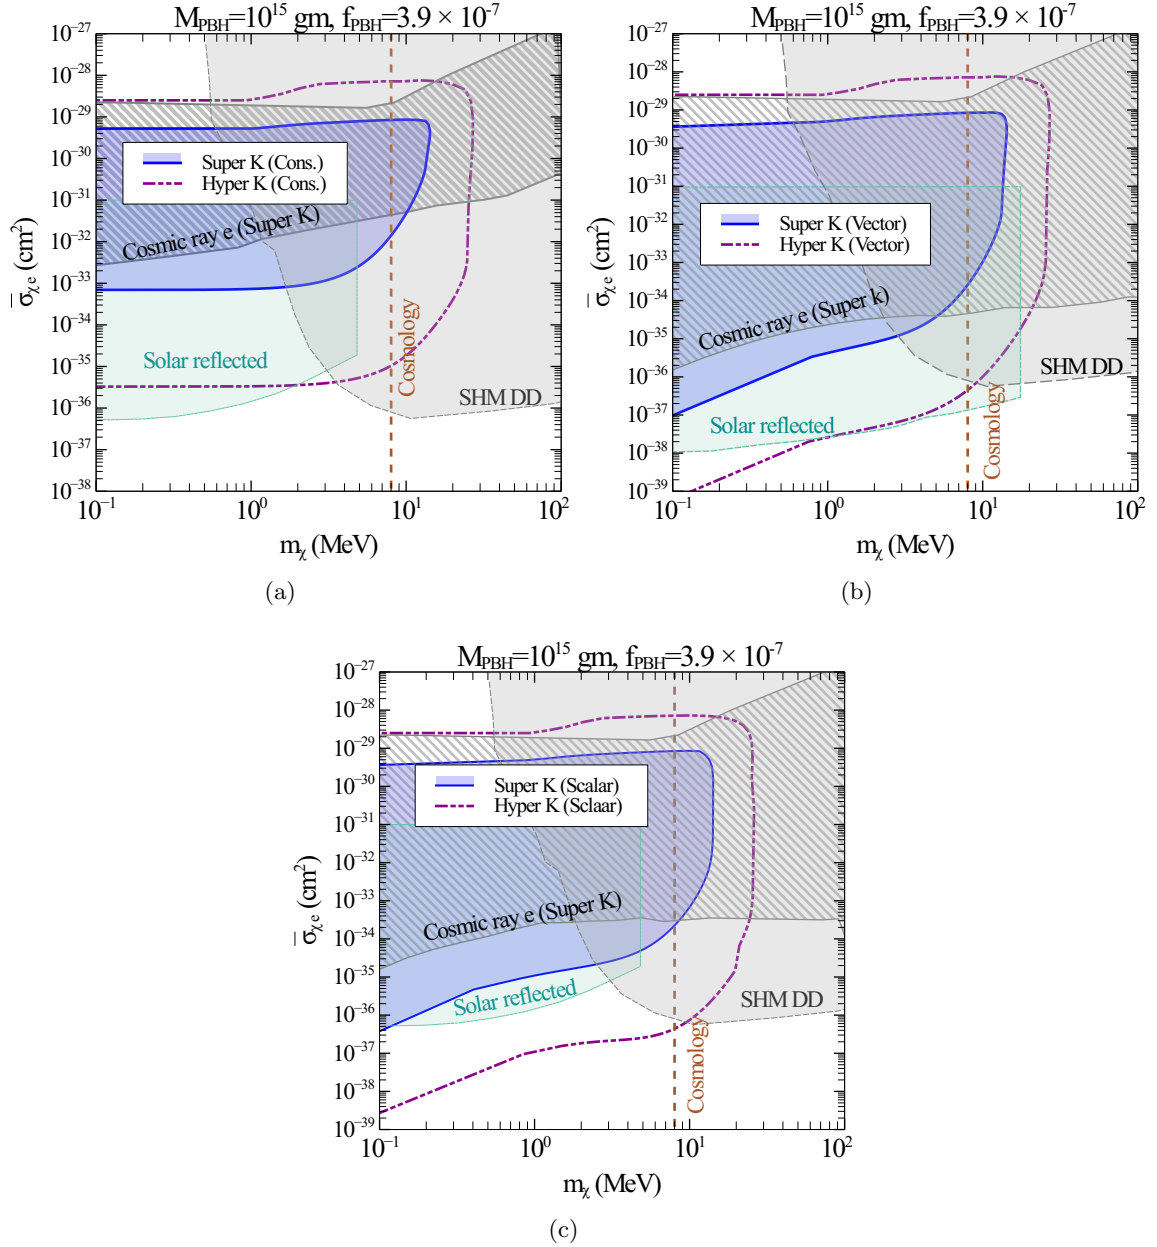 M_PBH=10^15 gm, f_PBH=3.9 × 10^-7
10^-27
10^-28
10^-29
10^-30
10^-31
10^-32
10^-33
10^-34
10^-35
10^-36
10^-37
10^-38
σ̄_χe (cm^2)
Super K (Cons.)
Hyper K (Cons.)
Cosmic ray e (Super K)
Solar reflected
Cosmology
SHM DD
10^-1 10^0 10^1 10^2
m_χ (MeV)
(a)
M_PBH=10^15 gm, f_PBH=3.9 × 10^-7
10^-27
10^-28
10^-29
10^-30
10^-31
10^-32
10^-33
10^-34
10^-35
10^-36
10^-37
10^-38
10^-39
σ̄_χe (cm^2)
Super K (Vector)
Hyper K (Vector)
Cosmic ray e (Super k)
SHM DD
Solar reflected
Cosmology
10^-1 10^0 10^1 10^2
m_χ (MeV)
(b)
M_PBH=10^15 gm, f_PBH=3.9 × 10^-7
10^-27
10^-28
10^-29
10^-30
10^-31
10^-32
10^-33
10^-34
10^-35
10^-36
10^-37
10^-38
10^-39
σ̄_χe (cm^2)
Super K (Scalar)
Hyper K (Sclaar)
Cosmic ray e (Super K)
Solar reflected
SHM DD
Cosmology
10^-1 10^0 10^1 10^2
m_χ (MeV)
(c)